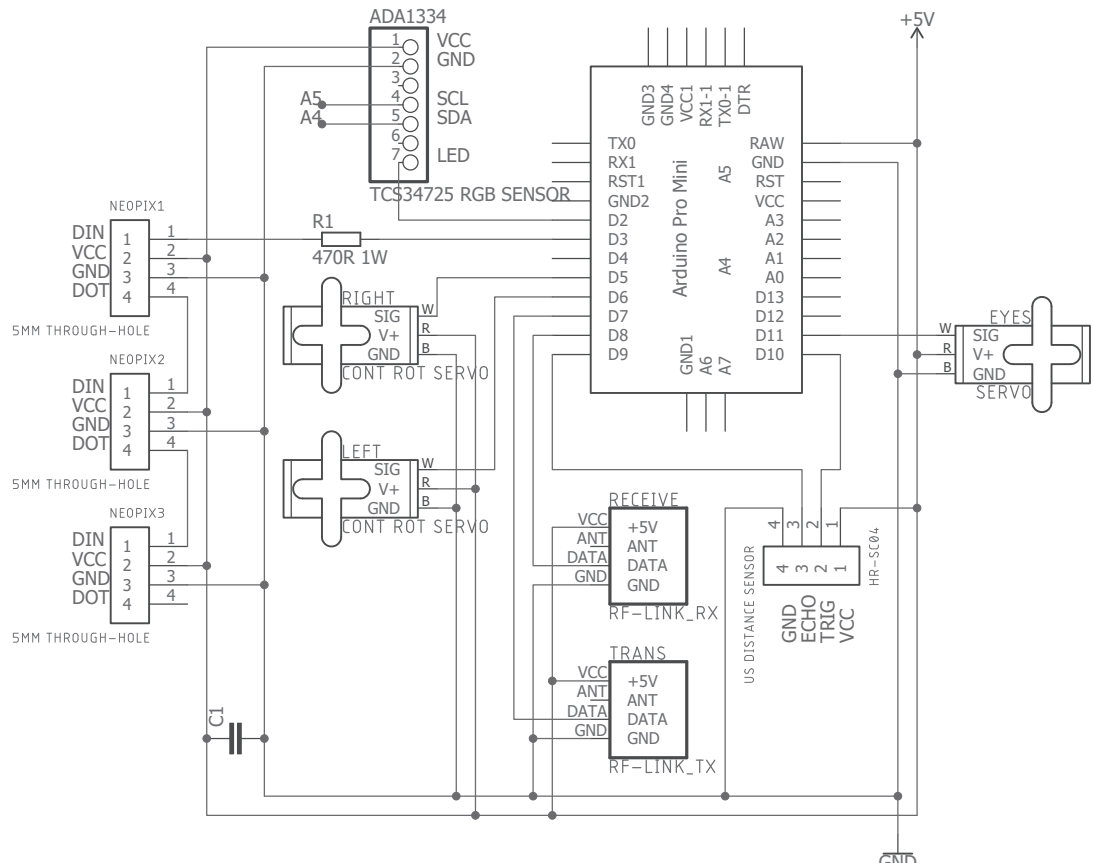 ADA1334
1 VCC
2 GND
3
4 SCL
5 SDA
6
7 LED
A5
A4
TCS34725 RGB SENSOR
+5V
GND3
GND4
VCC1
RX1-1
TX0-1
DTR
TX0
RX1
RST1
GND2
D2
D3
D4
D5
D6
D7
D8
D9
Arduino Pro Mini
A5
A4
RAW
GND
RST
VCC
A3
A2
A1
A0
D13
D12
D11
D10
GND1
A6
A7
NEOPIX1
DIN 1 1
VCC 2 2
GND 3 3
DOT 4 4
5MM THROUGH-HOLE
R1
470R 1W
NEOPIX2
DIN 1 1
VCC 2 2
GND 3 3
DOT 4 4
5MM THROUGH-HOLE
NEOPIX3
DIN 1 1
VCC 2 2
GND 3 3
DOT 4 4
5MM THROUGH-HOLE
C1
RIGHT
SIG W
V+ R
GND B
CONT ROT SERVO
LEFT
SIG W
V+ R
GND B
CONT ROT SERVO
EYES
W SIG
R V+
B GND
SERVO
RECEIVE
VCC +5V
ANT ANT
DATA DATA
GND GND
RF-LINK_RX
TRANS
VCC +5V
ANT ANT
DATA DATA
GND GND
RF-LINK_TX
US DISTANCE SENSOR
4 3 2 1
4 3 2 1
GND
ECHO
TRIG
VCC
HR-SC04
GND